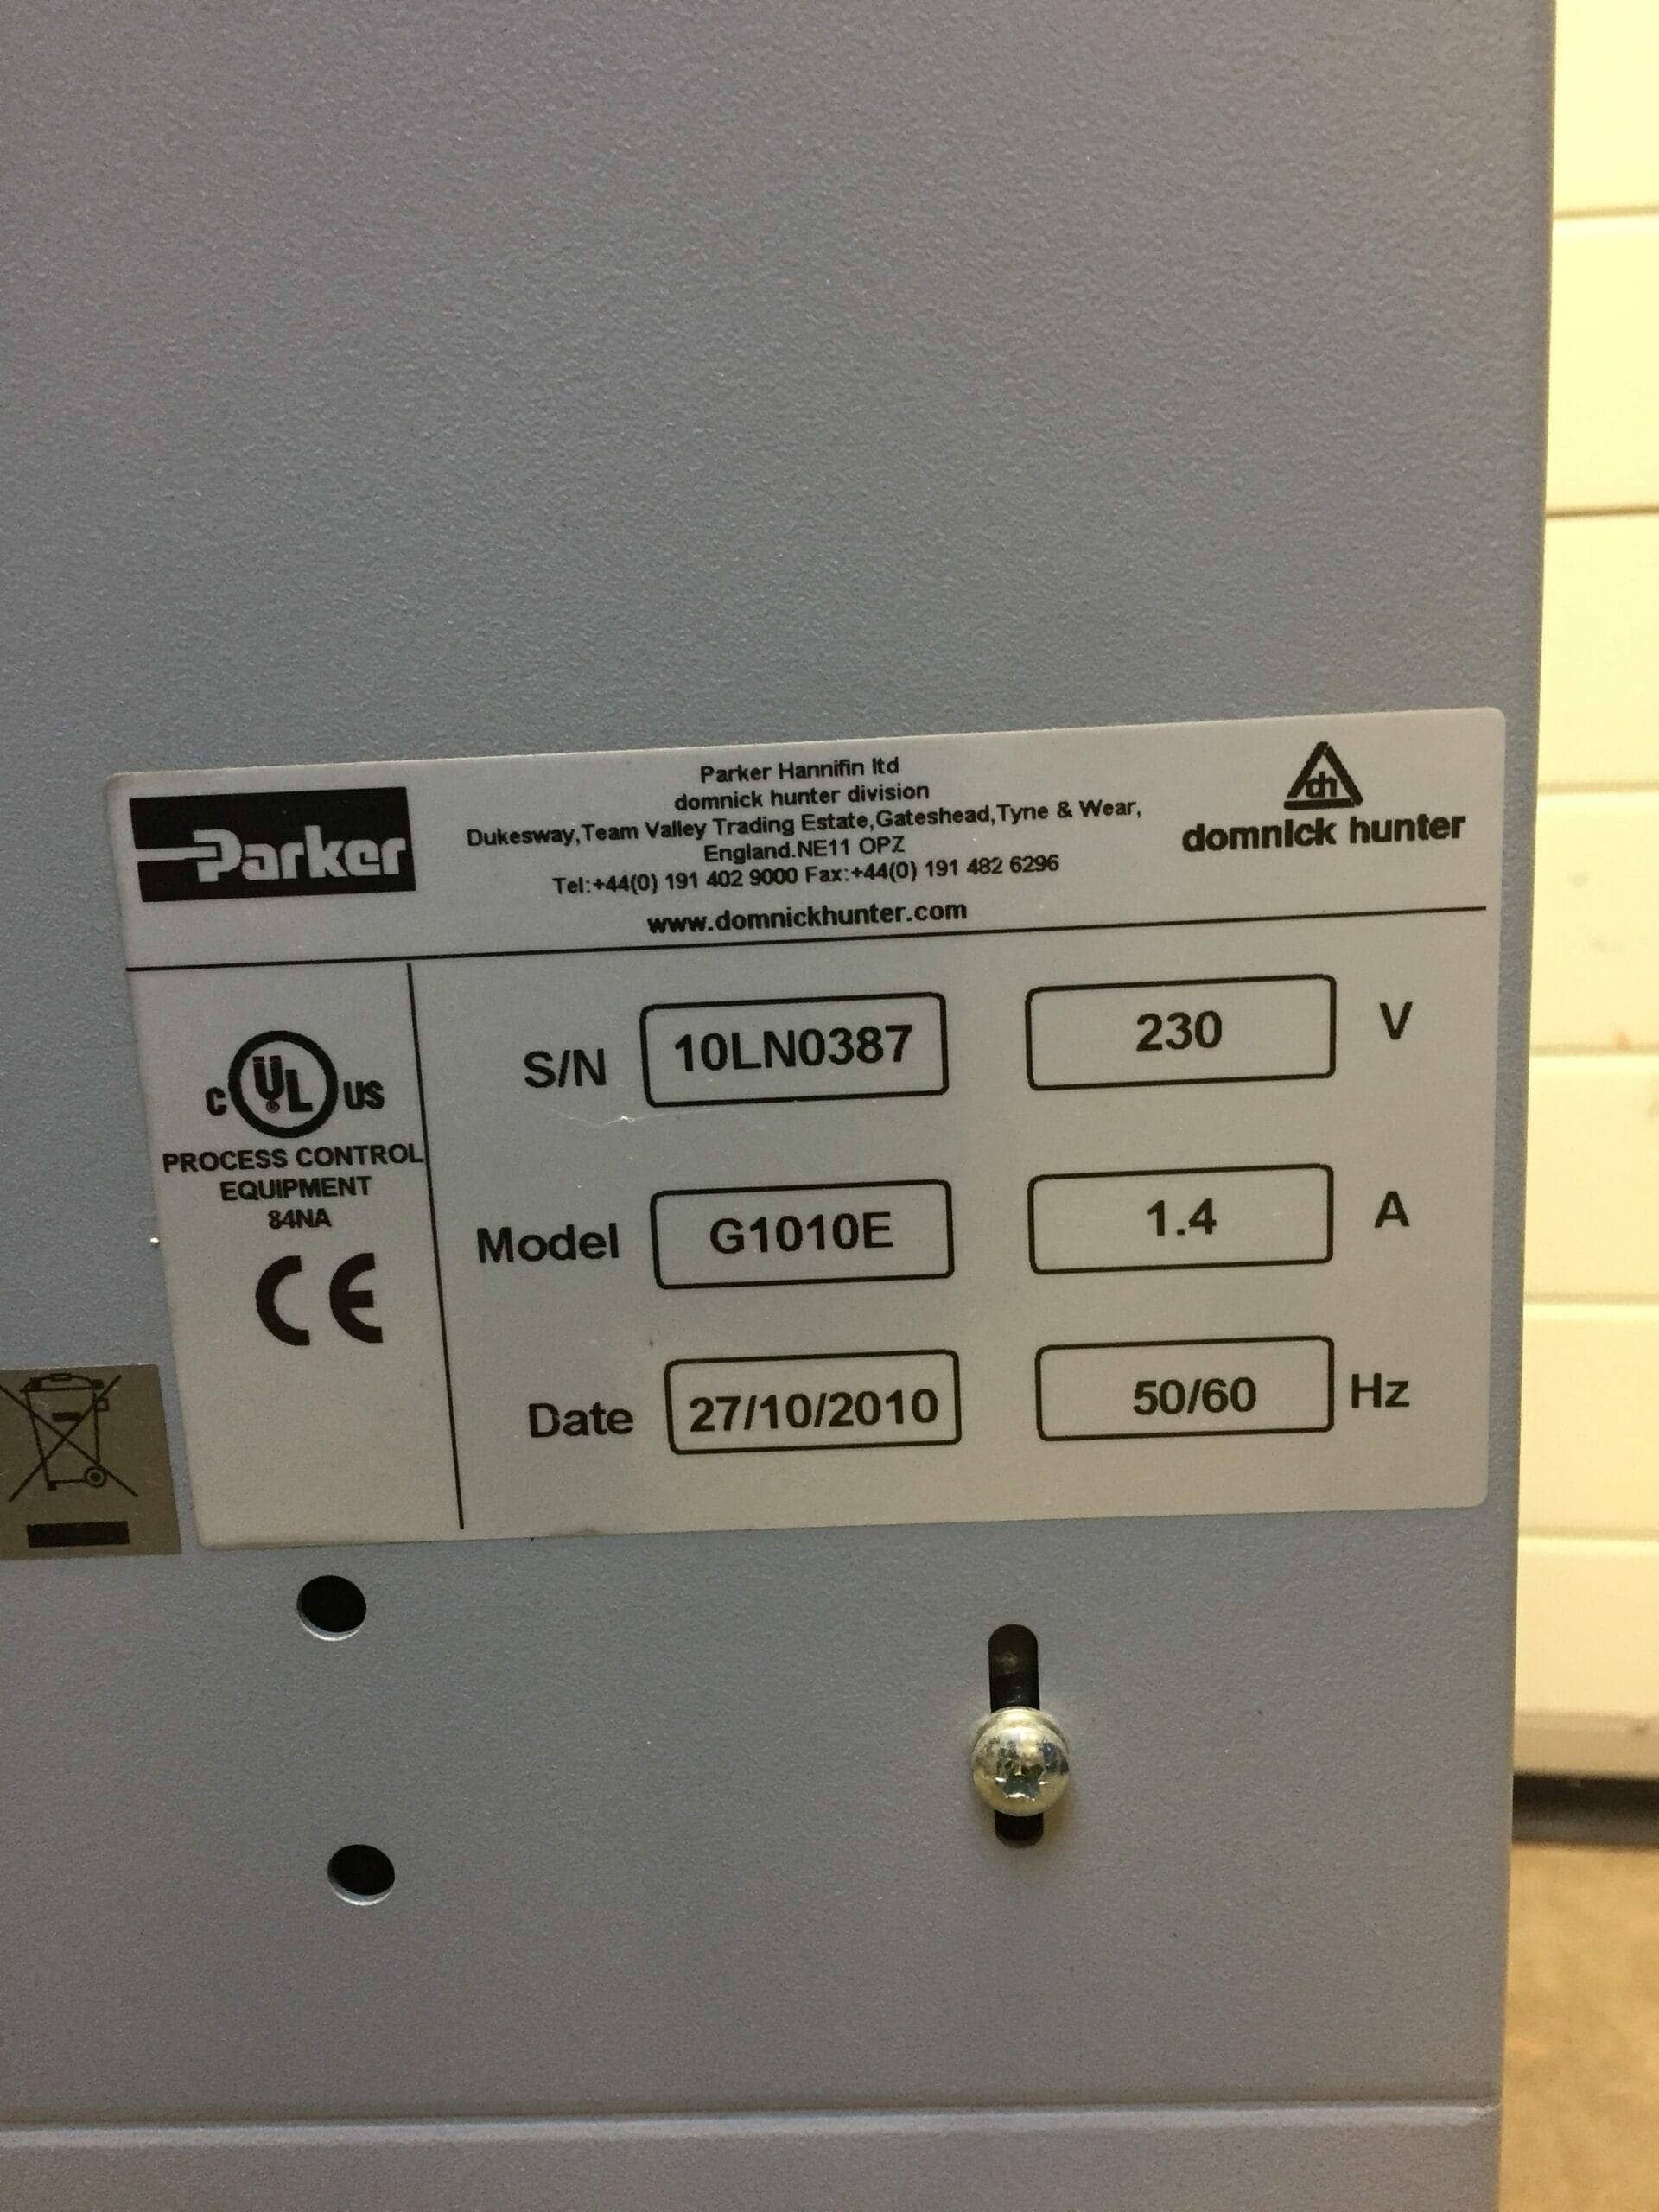 Parker
Parker Hannifin ltd
domnick hunter division
Dukesway,Team Valley Trading Estate,Gateshead,Tyne & Wear,
England.NE11 OPZ
Tel:+44(0) 191 402 9000 Fax:+44(0) 191 482 6296
www.domnickhunter.com
dh
domnick hunter
C UL US
PROCESS CONTROL
EQUIPMENT
84NA
CE
S/N 10LN0387 230 V
Model G1010E 1.4 A
Date 27/10/2010 50/60 Hz